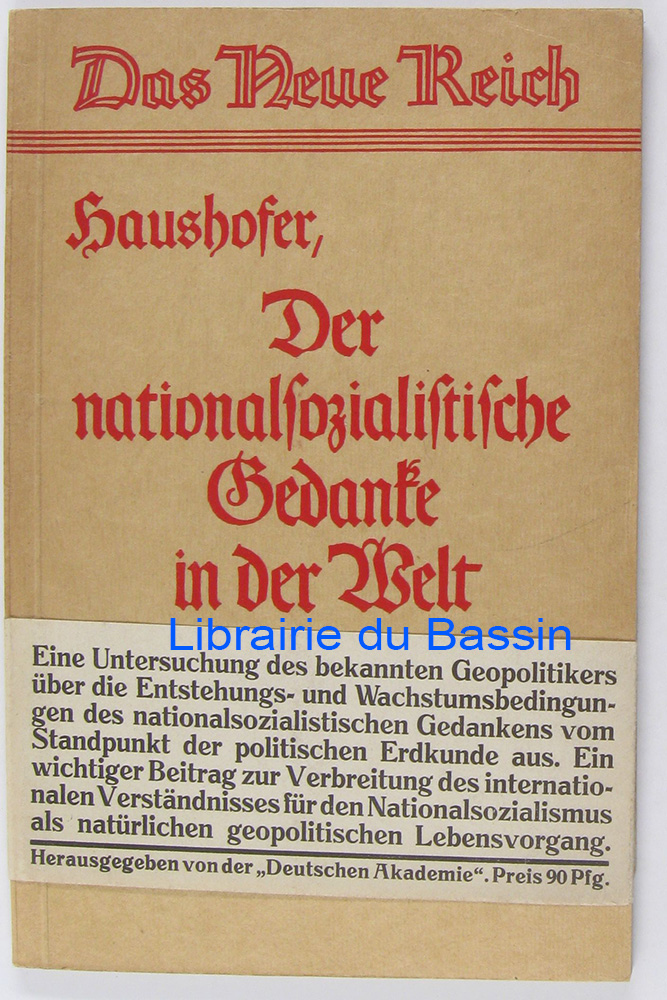 Das Neue Reich
Haushofer,
Der
nationalſozialiſtiſche
Gedanke
in der Welt
Librairie du Bassin
Eine Untersuchung des bekannten Geopolitikers
über die Entstehungs- und Wachstumsbedingun-
gen des nationalsozialistischen Gedankens vom
Standpunkt der politischen Erdkunde aus. Ein
wichtiger Beitrag zur Verbreitung des internatio-
nalen Verständnisses für den Nationalsozialismus
als natürlichen geopolitischen Lebensvorgang.
Herausgegeben von der „Deutschen Akademie“. Preis 90 Pfg.